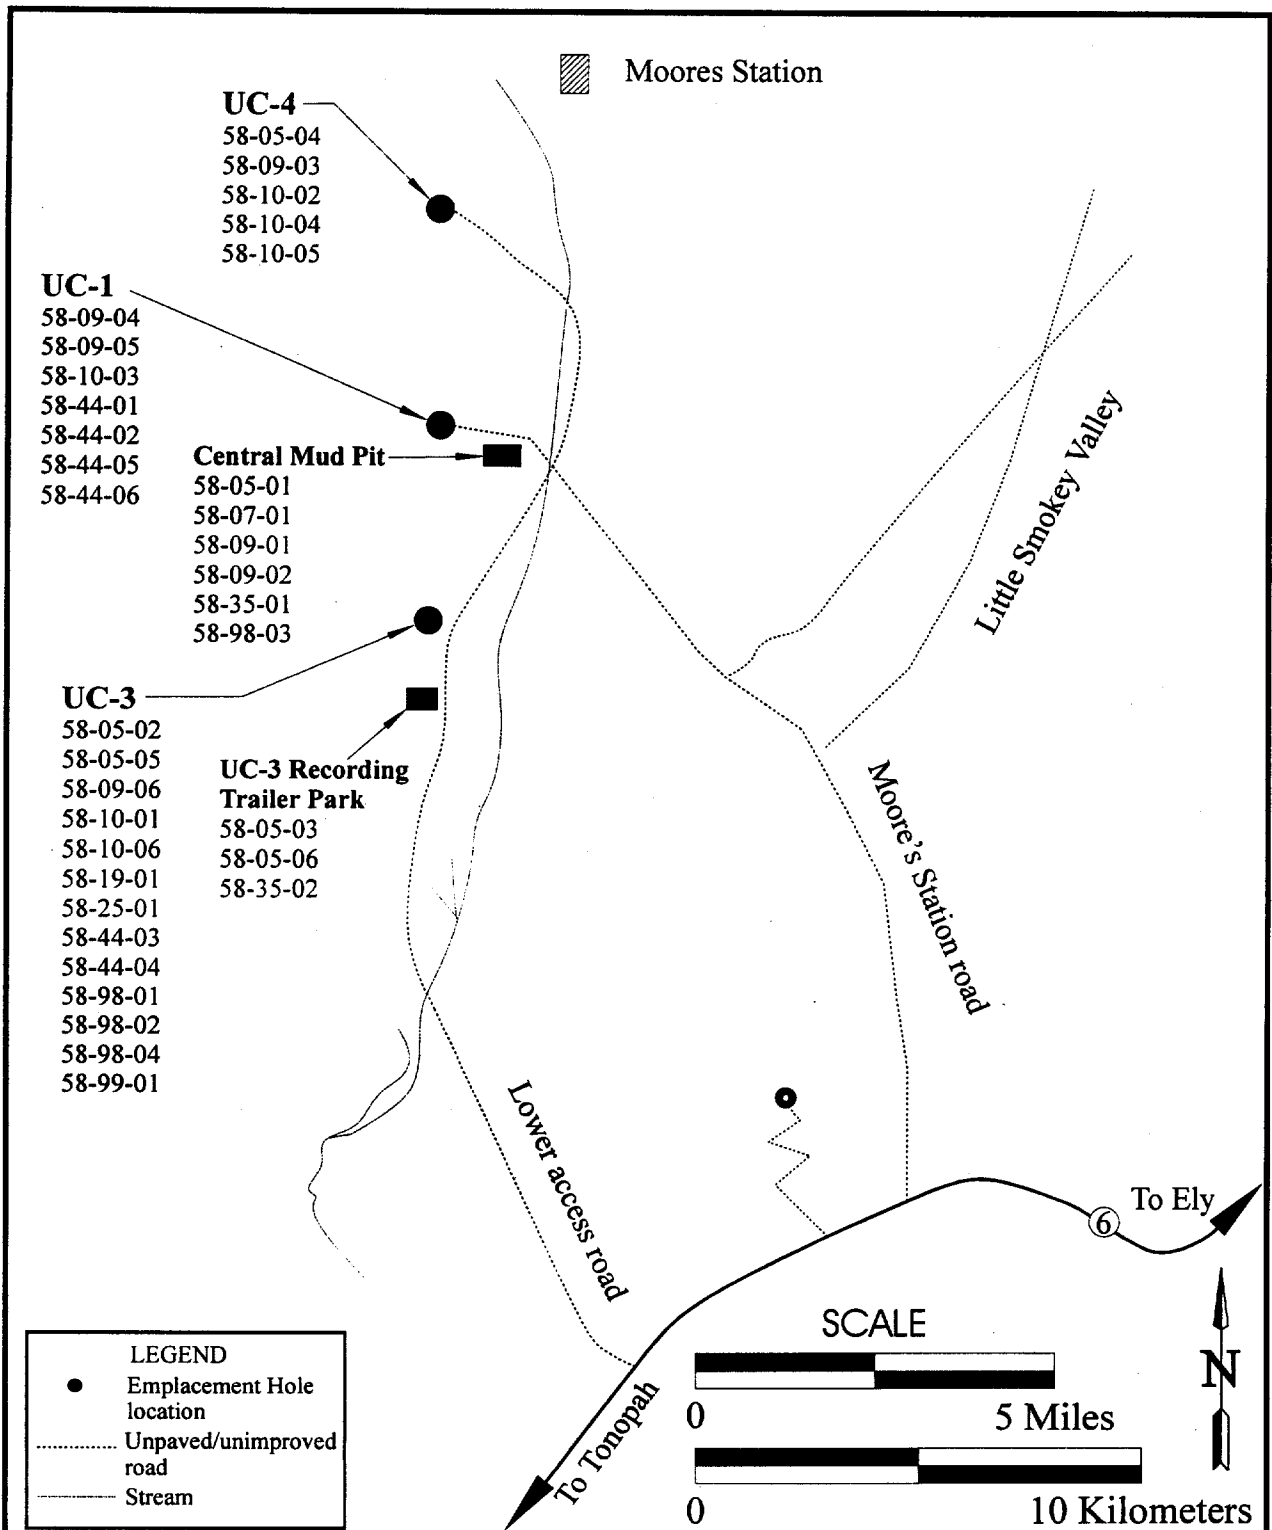 Moores Station
UC-4
58-05-04
58-09-03
58-10-02
58-10-04
58-10-05
UC-1
58-09-04
58-09-05
58-10-03
58-44-01
58-44-02
58-44-05
58-44-06
Central Mud Pit
58-05-01
58-07-01
58-09-01
58-09-02
58-35-01
58-98-03
Little Smokey Valley
UC-3
58-05-02
58-05-05
58-09-06
58-10-01
58-10-06
58-19-01
58-25-01
58-44-03
58-44-04
58-98-01
58-98-02
58-98-04
58-99-01
UC-3 Recording
Trailer Park
58-05-03
58-05-06
58-35-02
Moore's Station road
Lower access road
6
To Ely
To Tonopah
LEGEND
Emplacement Hole
location
Unpaved/unimproved
road
Stream
SCALE
0 5 Miles
0 10 Kilometers
N